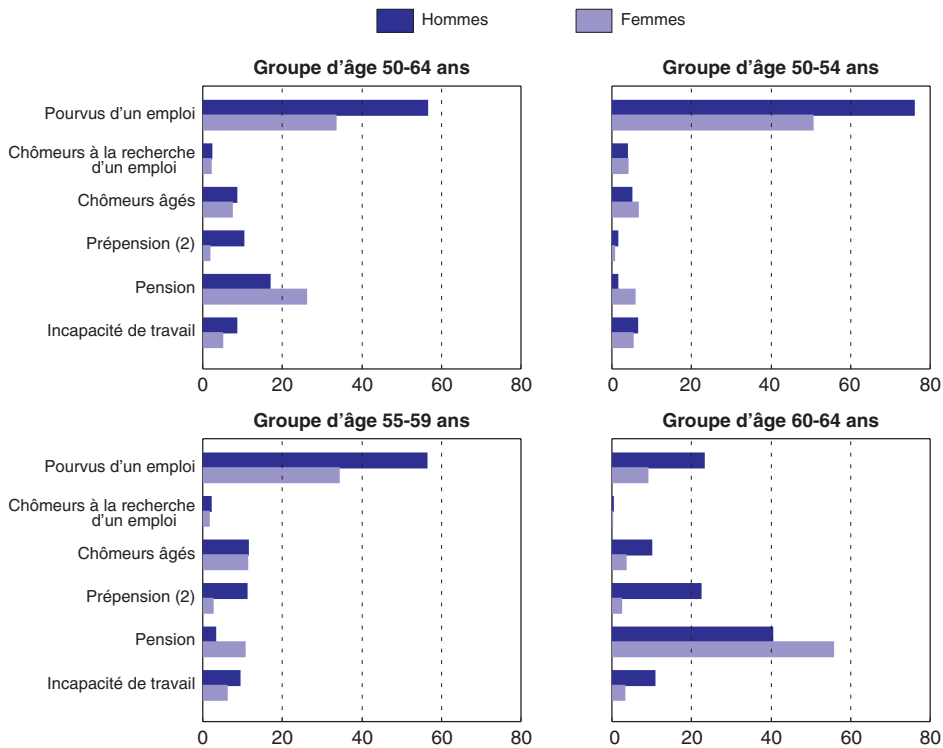 Hommes Femmes
Groupe d'âge 50-64 ans
Pourvus d'un emploi
Chômeurs à la recherche
d'un emploi
Chômeurs âgés
Prépension (2)
Pension
Incapacité de travail
0 20 40 60 80
Groupe d'âge 50-54 ans
0 20 40 60 80
Groupe d'âge 55-59 ans
Pourvus d'un emploi
Chômeurs à la recherche
d'un emploi
Chômeurs âgés
Prépension (2)
Pension
Incapacité de travail
0 20 40 60 80
Groupe d'âge 60-64 ans
0 20 40 60 80